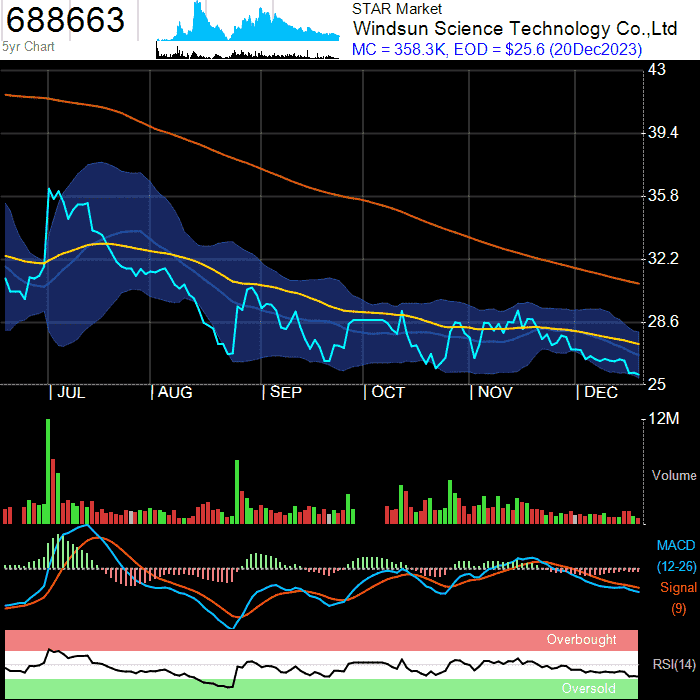 688663
5yr Chart
STAR Market
Windsun Science Technology Co.,Ltd
MC = 358.3K, EOD = $25.6 (20Dec2023)
43
39.4
35.8
32.2
28.6
25
JUL AUG SEP OCT NOV DEC
12M
Volume
MACD
(12-26)
Signal
(9)
Overbought
RSI(14)
Oversold